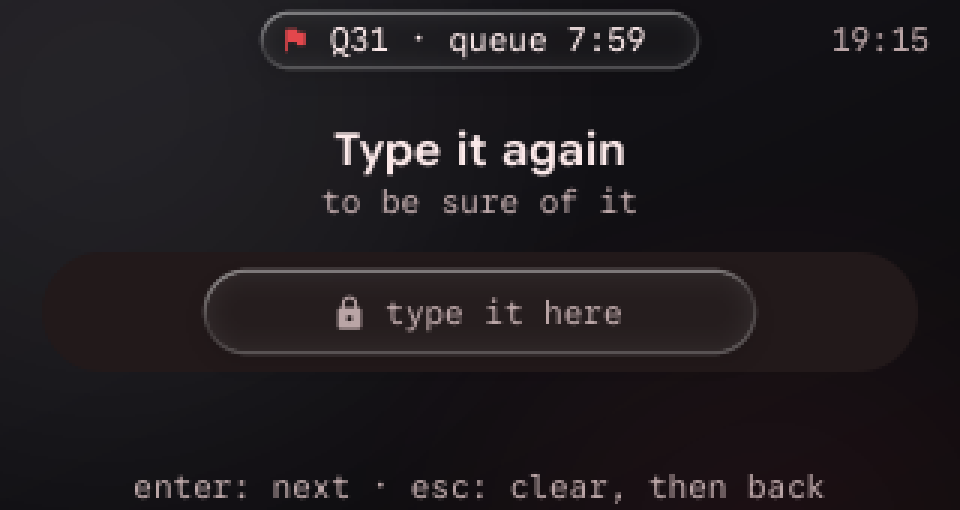 Q31 · queue 7:59
19:15
Type it again
to be sure of it
type it here
enter: next · esc: clear, then back